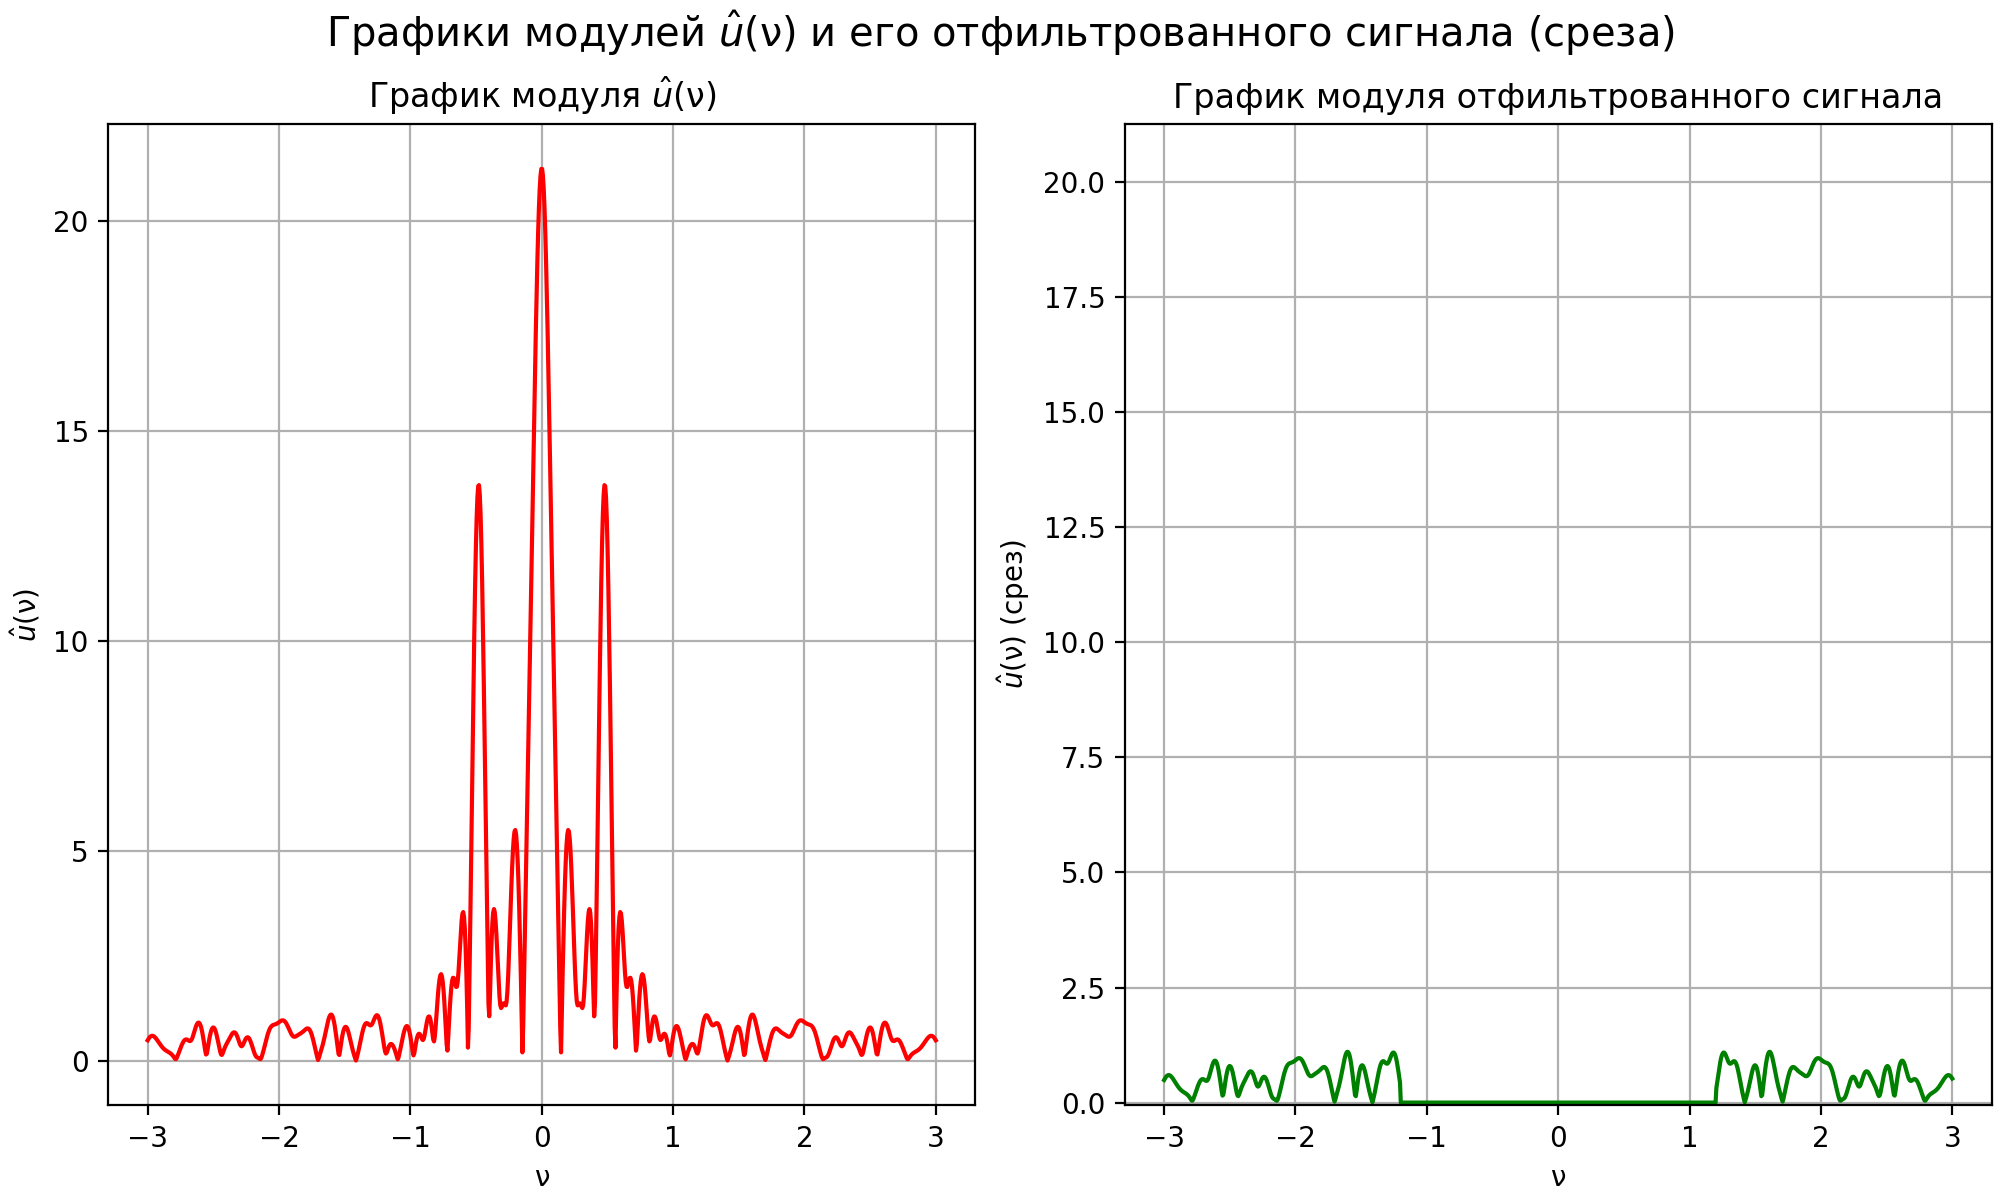 Графики модулей û(ν) и его отфильтрованного сигнала (среза)
График модуля û(ν)
û(ν)
20
15
10
5
0
−3 −2 −1 0 1 2 3
ν
График модуля отфильтрованного сигнала
û(ν) (срез)
20.0
17.5
15.0
12.5
10.0
7.5
5.0
2.5
0.0
−3 −2 −1 0 1 2 3
ν